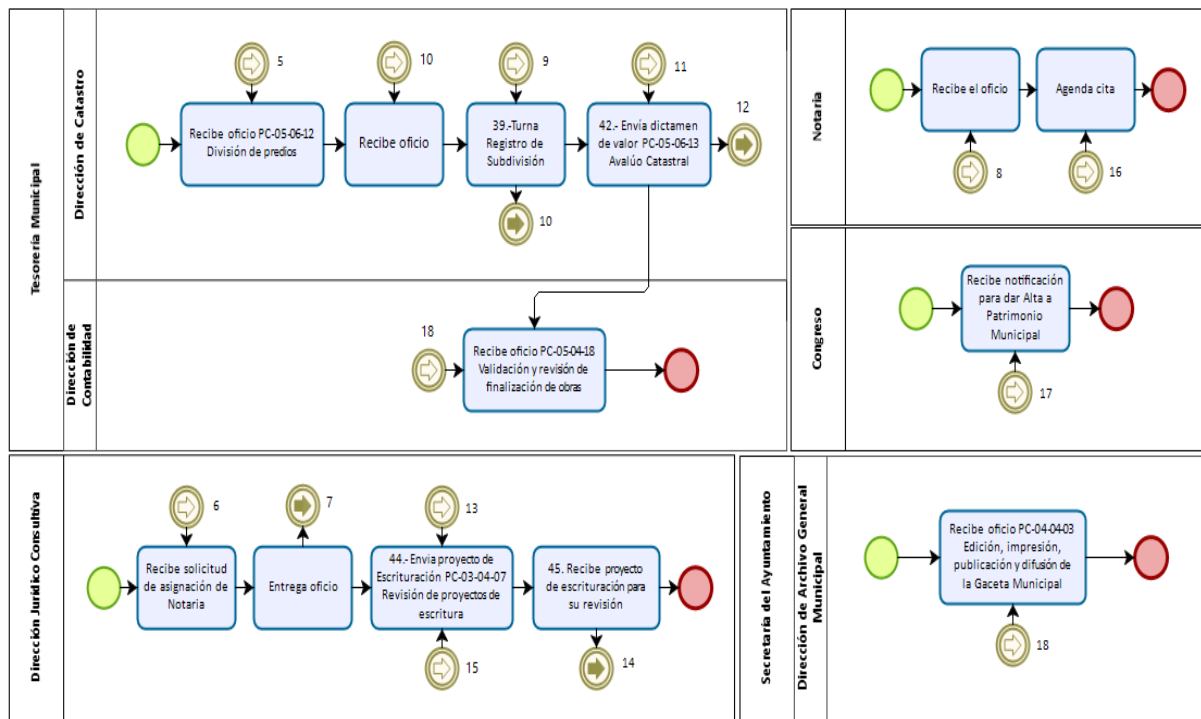 Tesorería Municipal
Dirección de Catastro
5
10
9
11
12
Recibe oficio PC-05-06-12
División de predios
Recibe oficio
39.-Turna
Registro de
Subdivisión
42.- Envía dictamen
de valor PC-05-06-13
Avalúo Catastral
10
Dirección de
Contabilidad
18
Recibe oficio PC-05-04-18
Validación y revisión de
finalización de obras
Notaria
Recibe el oficio
Agenda cita
8
16
Congreso
Recibe notificación
para dar Alta a
Patrimonio
Municipal
17
Dirección Jurídico Consultiva
6
7
13
Recibe solicitud
de asignación de
Notaria
Entrega oficio
44.- Envia proyecto de
Escrituración PC-03-04-07
Revisión de proyectos de
escritura
45. Recibe proyecto
de escrituración para
su revisión
15
14
Secretaría del Ayuntamiento
Dirección de Archivo General
Municipal
Recibe oficio PC-04-04-03
Edición, impresión,
publicación y difusión de
la Gaceta Municipal
18